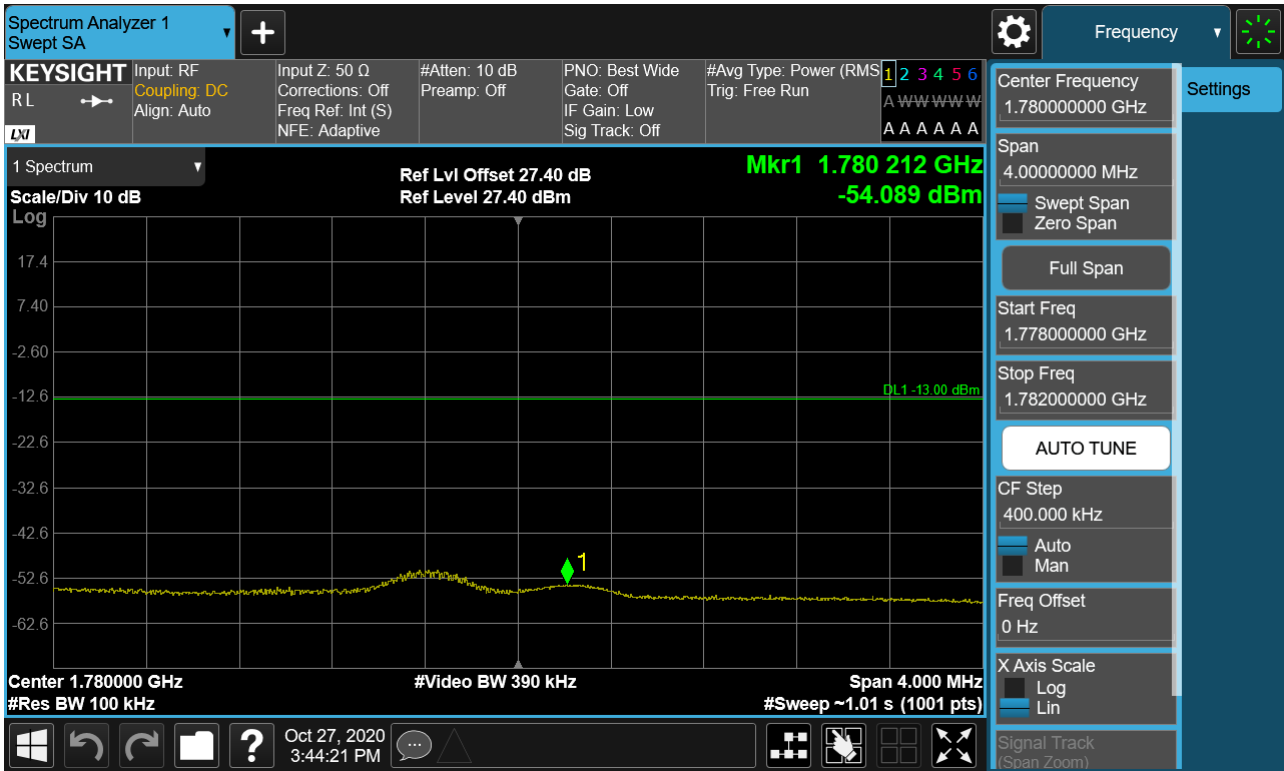 Spectrum Analyzer 1
Swept SA
+
Frequency
KEYSIGHT
R L
LXI
Input: RF
Coupling: DC
Align: Auto
Input Z: 50 Ω
Corrections: Off
Freq Ref: Int (S)
NFE: Adaptive
#Atten: 10 dB
Preamp: Off
PNO: Best Wide
Gate: Off
IF Gain: Low
Sig Track: Off
#Avg Type: Power (RMS
Trig: Free Run
1 2 3 4 5 6
A W W W W W
A A A A A A
1 Spectrum
Scale/Div 10 dB
Log
Ref Lvl Offset 27.40 dB
Ref Level 27.40 dBm
Mkr1 1.780 212 GHz
-54.089 dBm
17.4
7.40
-2.60
-12.6
-22.6
-32.6
-42.6
-52.6
-62.6
DL1 -13.00 dBm
1
Center 1.780000 GHz
#Res BW 100 kHz
#Video BW 390 kHz
Span 4.000 MHz
#Sweep ~1.01 s (1001 pts)
Center Frequency
1.780000000 GHz
Span
4.00000000 MHz
Swept Span
Zero Span
Full Span
Start Freq
1.778000000 GHz
Stop Freq
1.782000000 GHz
AUTO TUNE
CF Step
400.000 kHz
Auto
Man
Freq Offset
0 Hz
X Axis Scale
Log
Lin
Signal Track
(Span Zoom)
Settings
?
Oct 27, 2020
3:44:21 PM